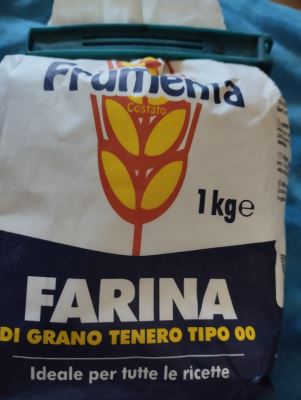 Frumenta
Costato
1kge
FARINA
DI GRANO TENERO TIPO 00
Ideale per tutte le ricette